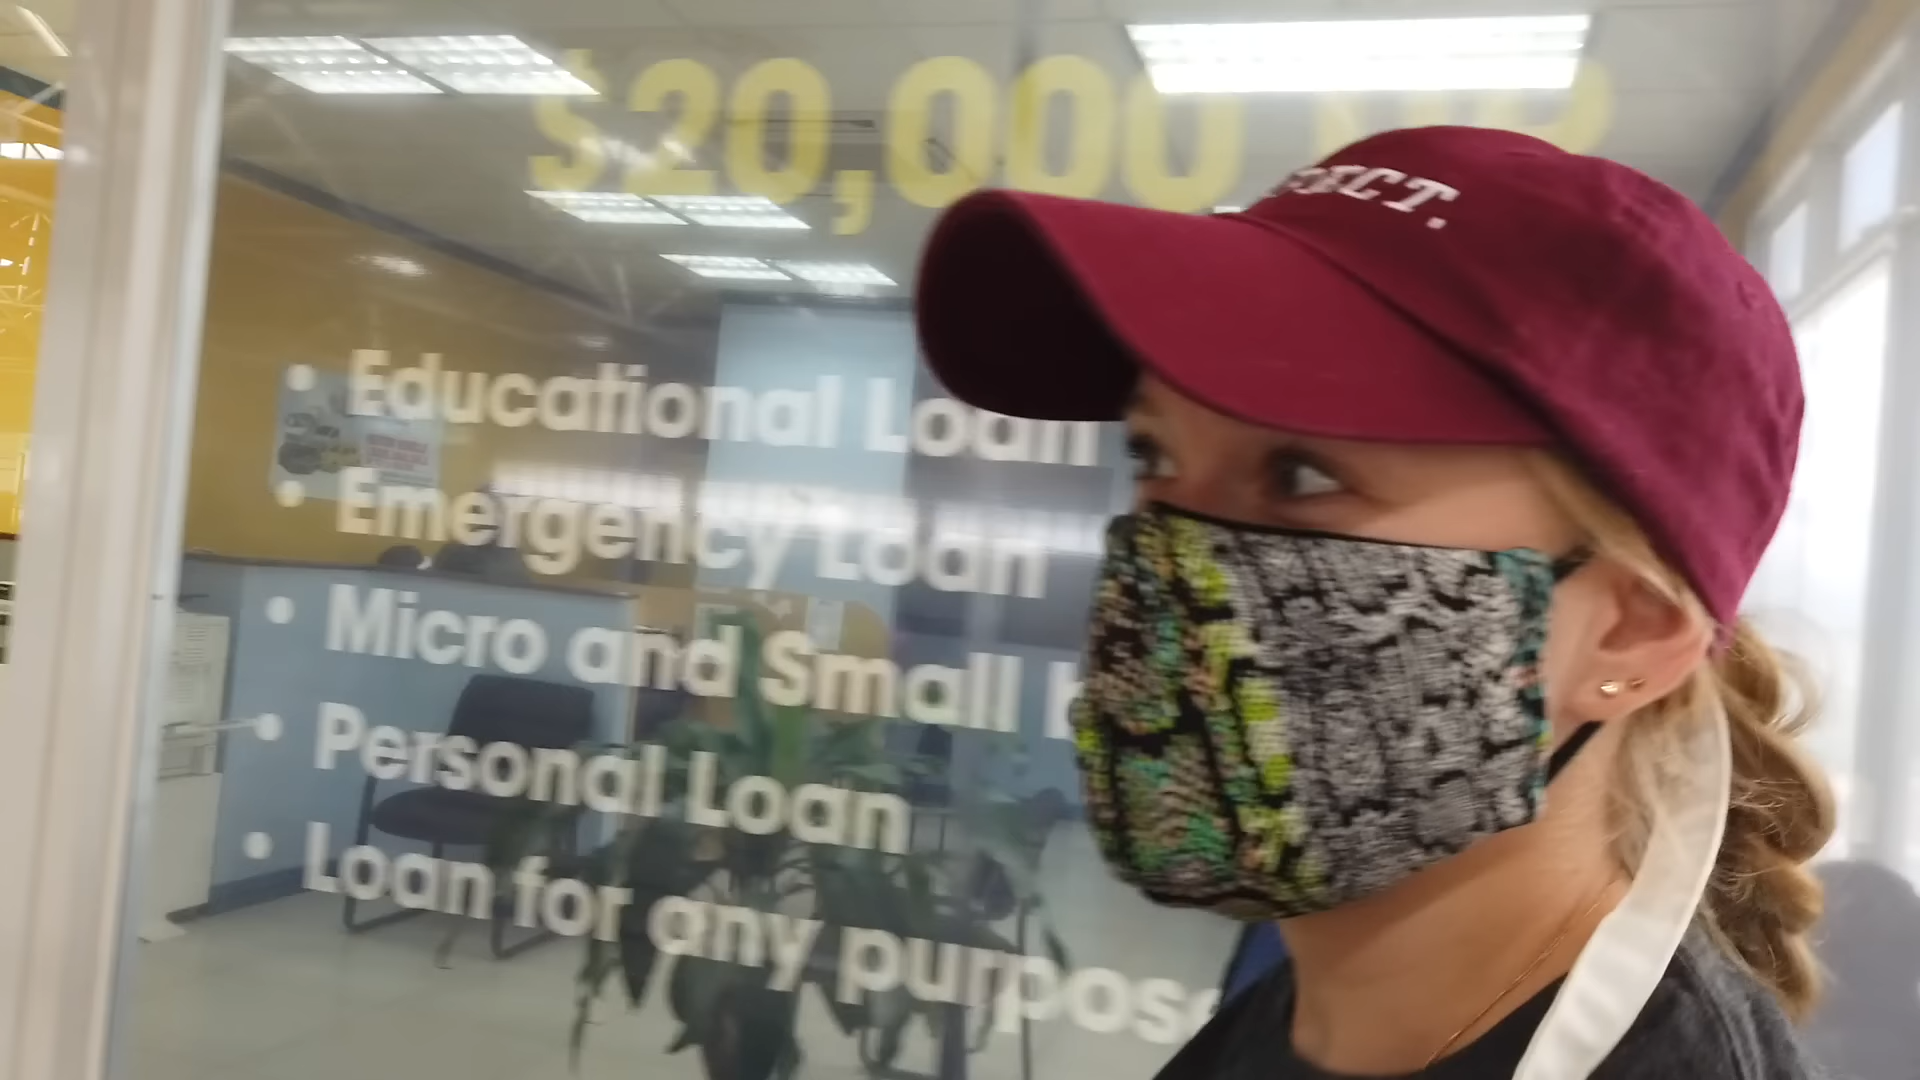 $20,000
• Educational Loan
• Emergency Loan
• Micro and Small
• Personal Loan
• Loan for any purpose